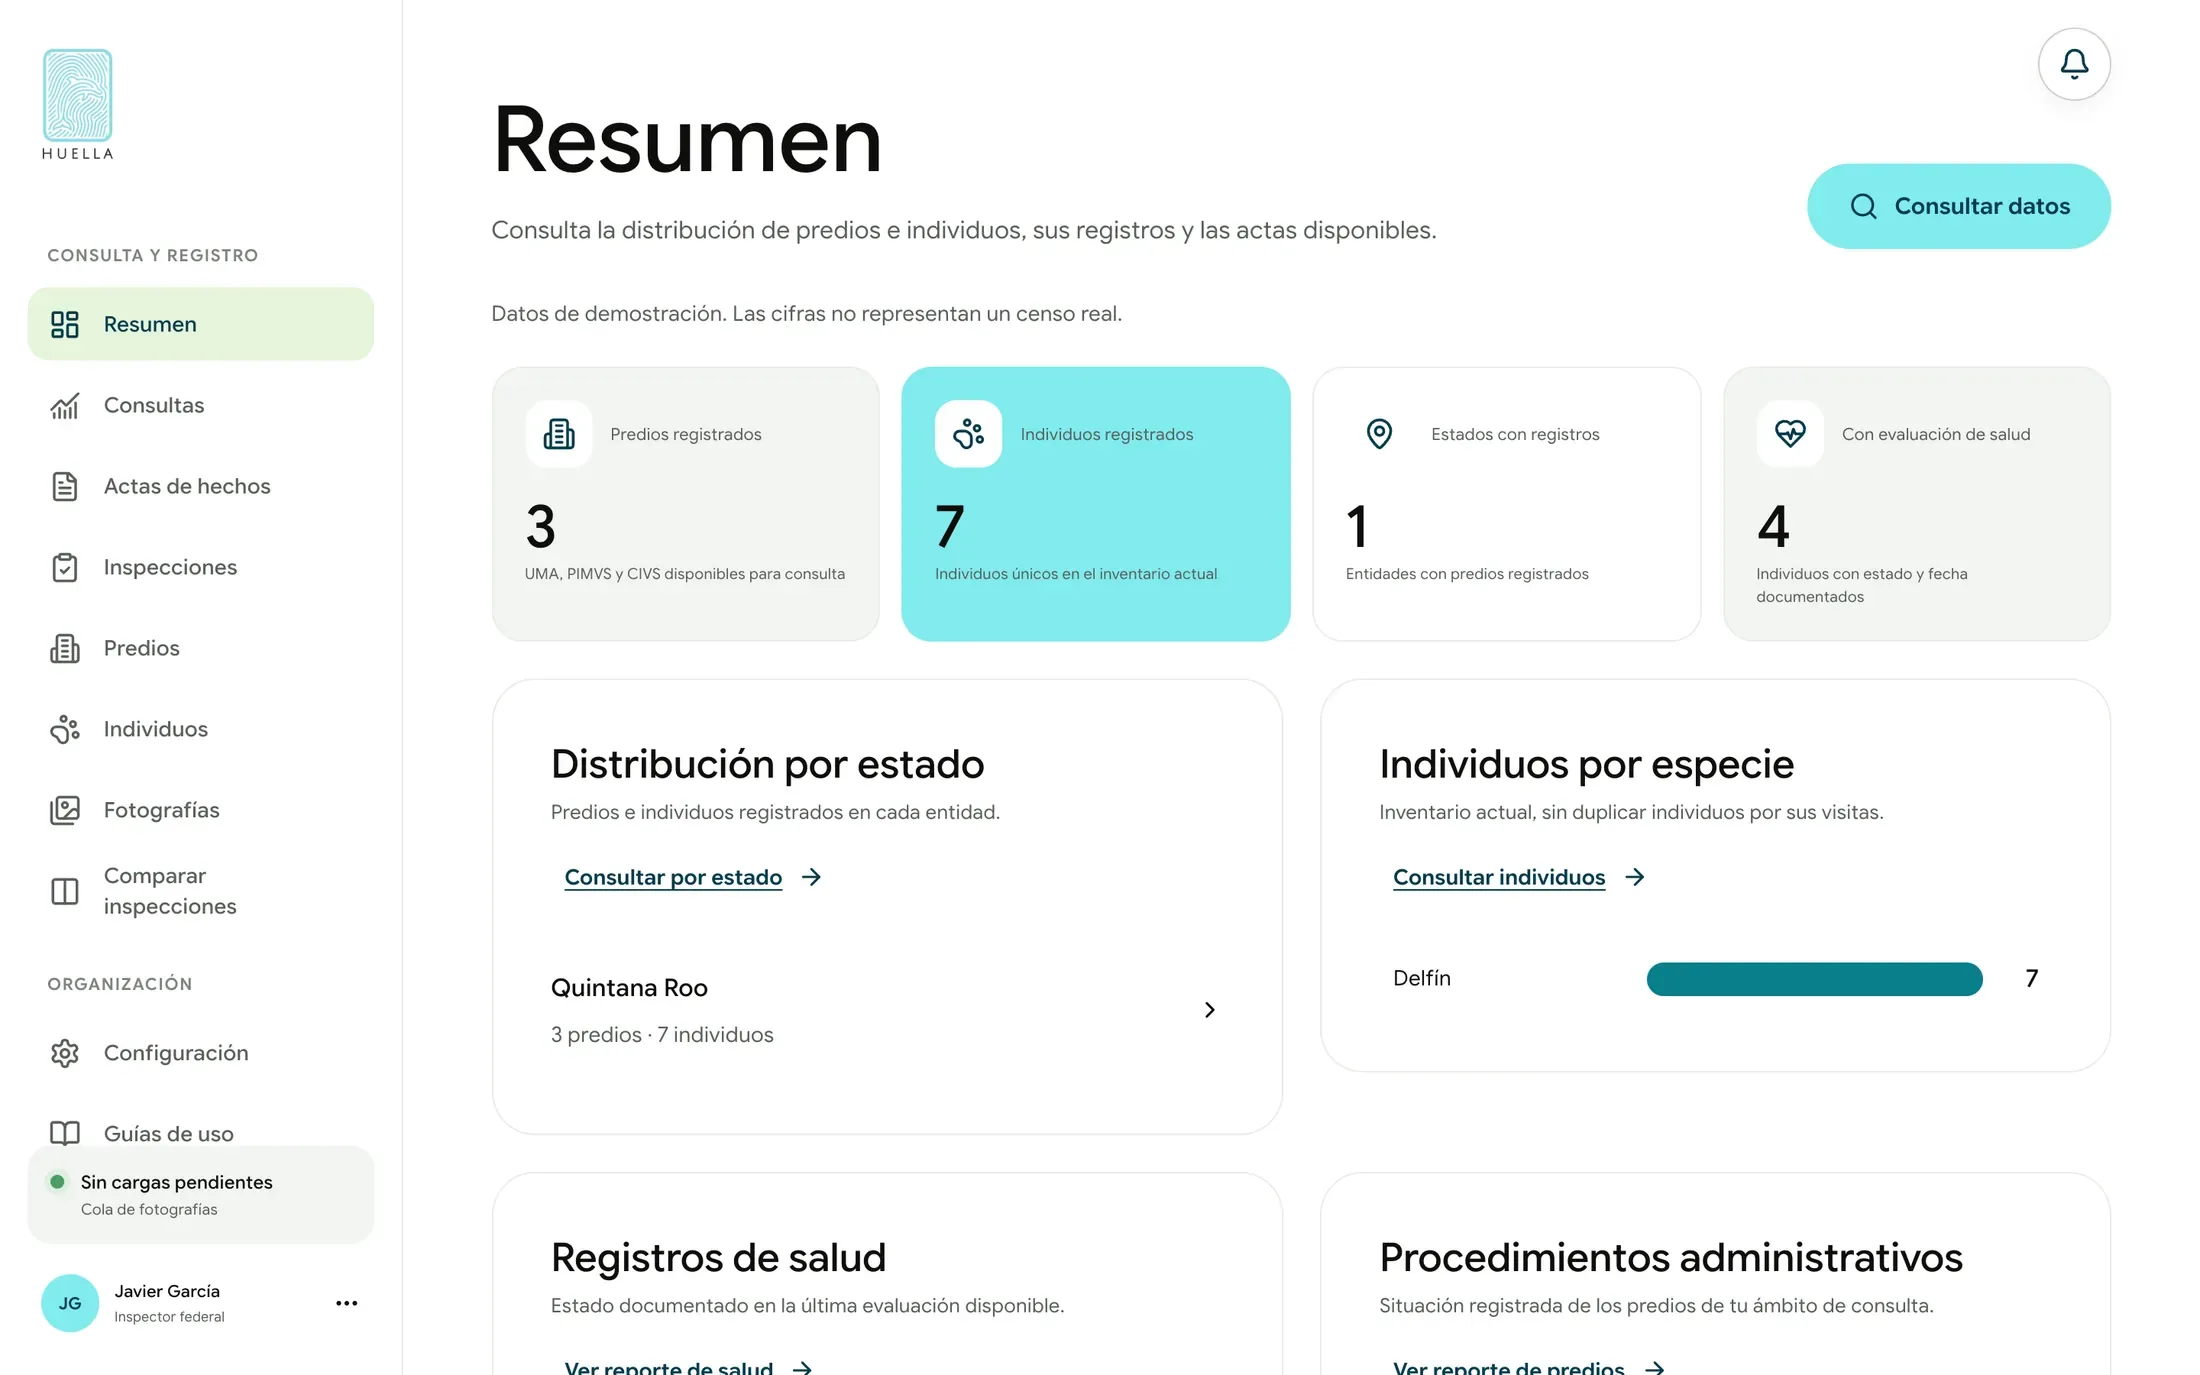 HUELLA
CONSULTA Y REGISTRO
Resumen
Consultas
Actas de hechos
Inspecciones
Predios
Individuos
Fotografías
Comparar
inspecciones
ORGANIZACIÓN
Configuración
Guías de uso
Sin cargas pendientes
Cola de fotografías
JG
Javier García
Inspector federal
Resumen
Consulta la distribución de predios e individuos, sus registros y las actas disponibles.
Consultar datos
Datos de demostración. Las cifras no representan un censo real.
Predios registrados
3
UMA, PIMVS y CIVS disponibles para consulta
Individuos registrados
7
Individuos únicos en el inventario actual
Estados con registros
1
Entidades con predios registrados
Con evaluación de salud
4
Individuos con estado y fecha
documentados
Distribución por estado
Predios e individuos registrados en cada entidad.
Consultar por estado
Quintana Roo
3 predios · 7 individuos
Individuos por especie
Inventario actual, sin duplicar individuos por sus visitas.
Consultar individuos
Delfín 7
Registros de salud
Estado documentado en la última evaluación disponible.
Ver reporte de salud
Procedimientos administrativos
Situación registrada de los predios de tu ámbito de consulta.
Ver reporte de predios